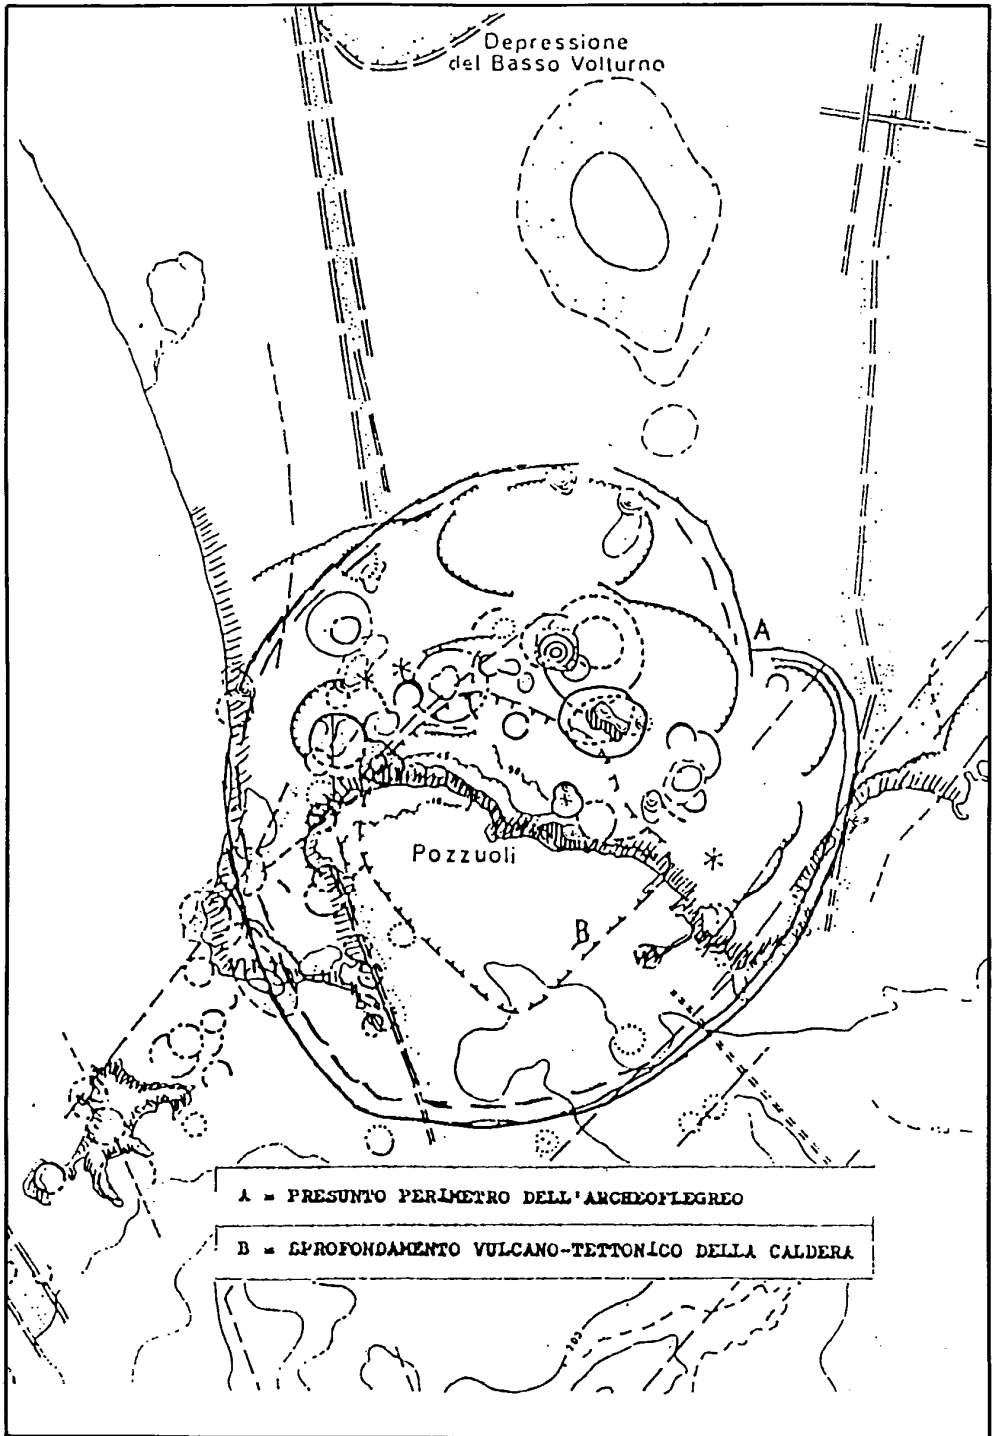 Depressione
del Basso Volturno
A
Pozzuoli
B
A = PRESUNTO PERIMETRO DELL'ARCHEOFLEGREO
B = SPROFONDAMENTO VULCANO-TETTONICO DELLA CALDERA